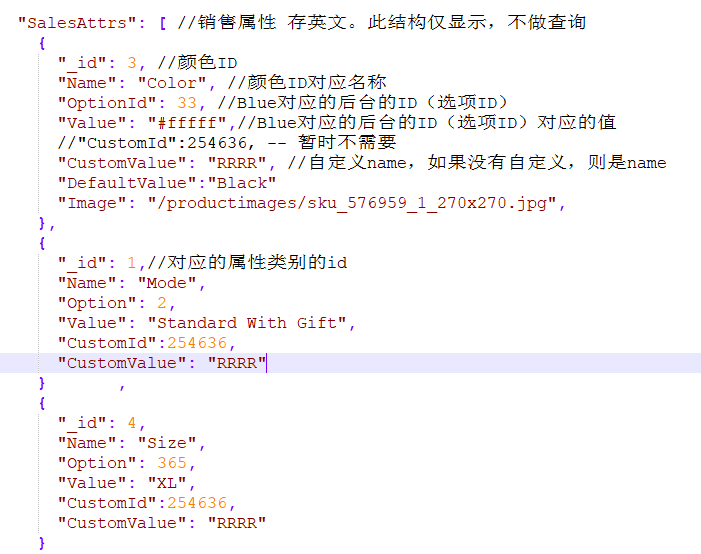 "SalesAttrs": [ //销售属性 存英文。此结构仅显示，不做查询
{
"_id": 3, //颜色ID
"Name": "Color", //颜色ID对应名称
"OptionId": 33, //Blue对应的后台的ID（选项ID）
"Value": "#fffff",//Blue对应的后台的ID（选项ID）对应的值
//"CustomId":254636, -- 暂时不需要
"CustomValue": "RRRR", //自定义name，如果没有自定义，则是name
"DefaultValue":"Black"
"Image": "/productimages/sku_576959_1_270x270.jpg",
},
{
"_id": 1,//对应的属性类别的id
"Name": "Mode",
"Option": 2,
"Value": "Standard With Gift",
"CustomId":254636,
"CustomValue": "RRRR"
} ,
{
"_id": 4,
"Name": "Size",
"Option": 365,
"Value": "XL",
"CustomId":254636,
"CustomValue": "RRRR"
}